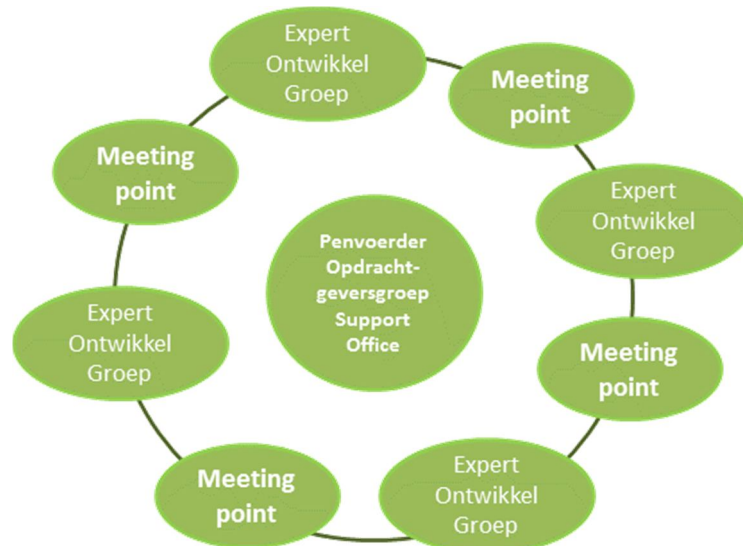 Expert
Ontwikkel
Groep
Meeting
point
Expert
Ontwikkel
Groep
Meeting
point
Expert
Ontwikkel
Groep
Meeting
point
Expert
Ontwikkel
Groep
Meeting
point
Penvoerder
Opdracht-
geversgroep
Support
Office